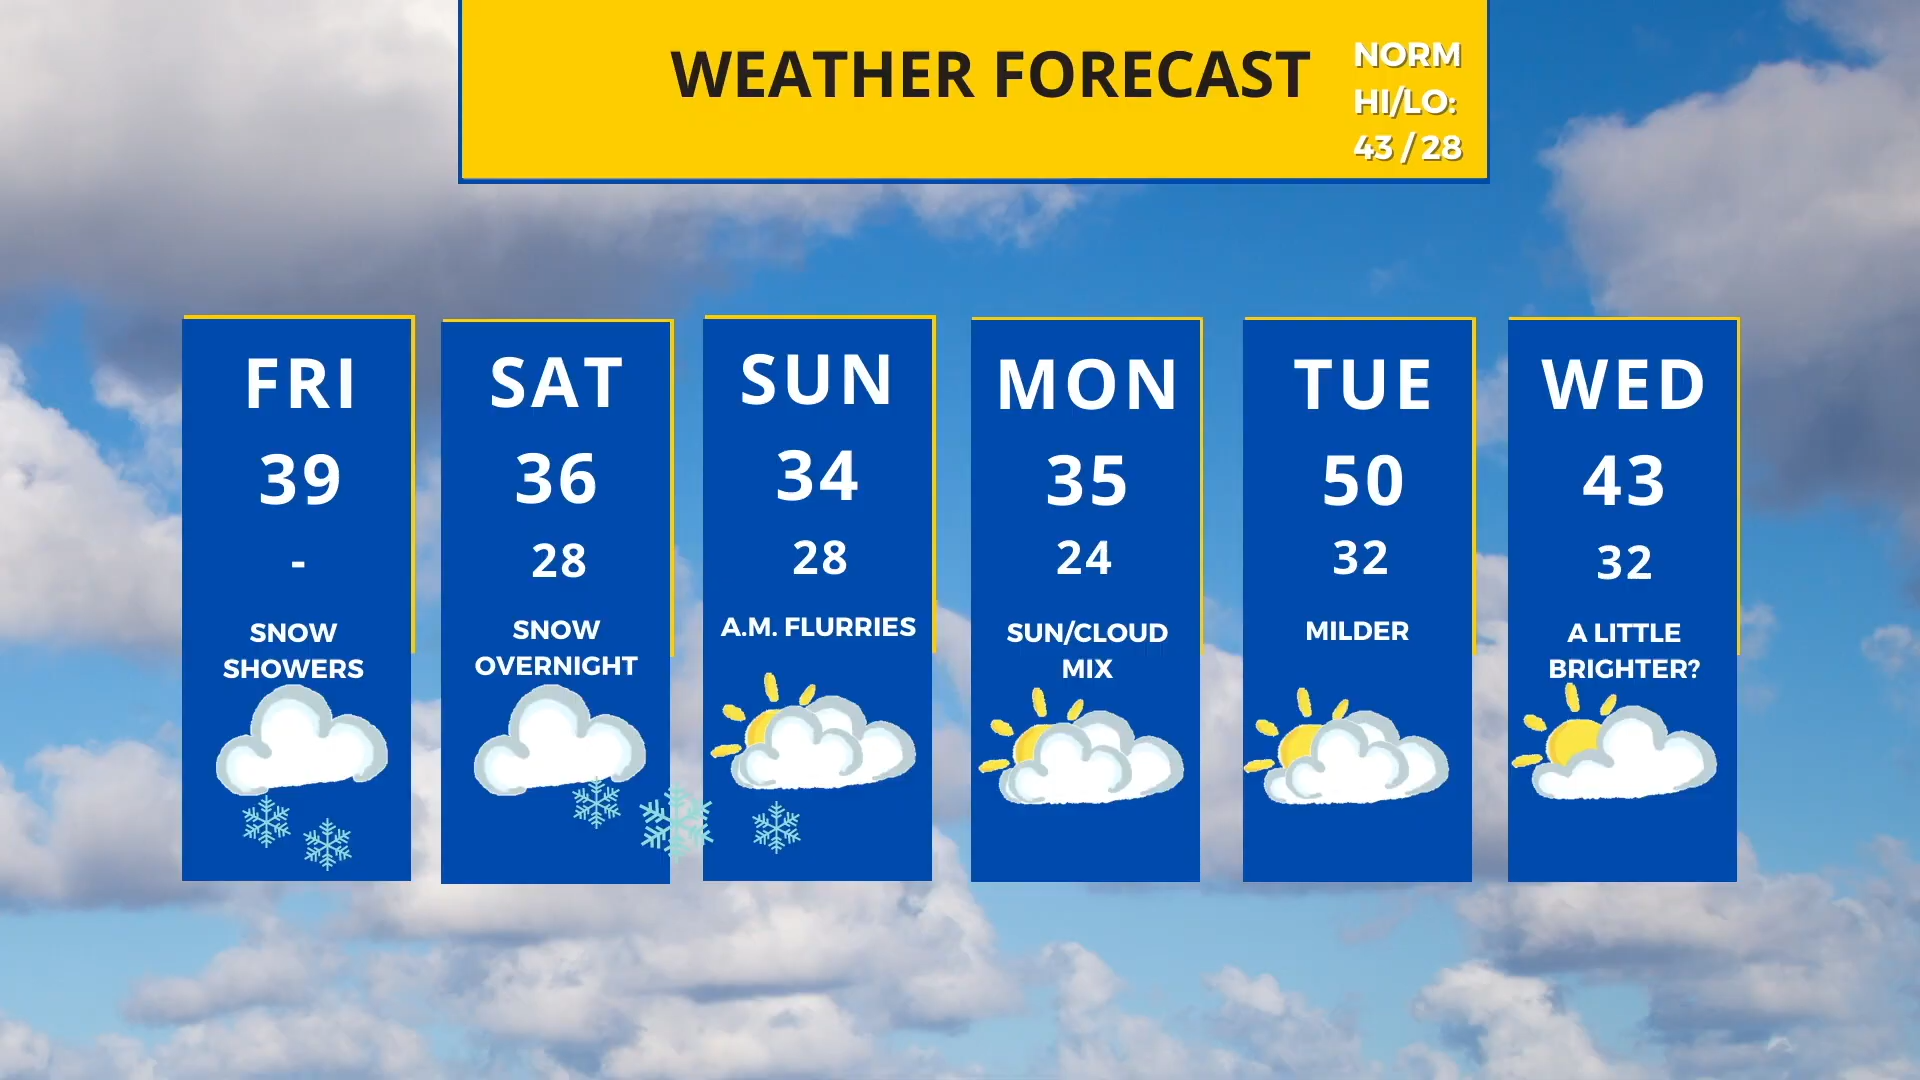 WEATHER FORECAST
NORM
HI/LO:
43 / 28
FRI
39
-
SNOW
SHOWERS
SAT
36
28
SNOW
OVERNIGHT
SUN
34
28
A.M. FLURRIES
MON
35
24
SUN/CLOUD
MIX
TUE
50
32
MILDER
WED
43
32
A LITTLE
BRIGHTER?